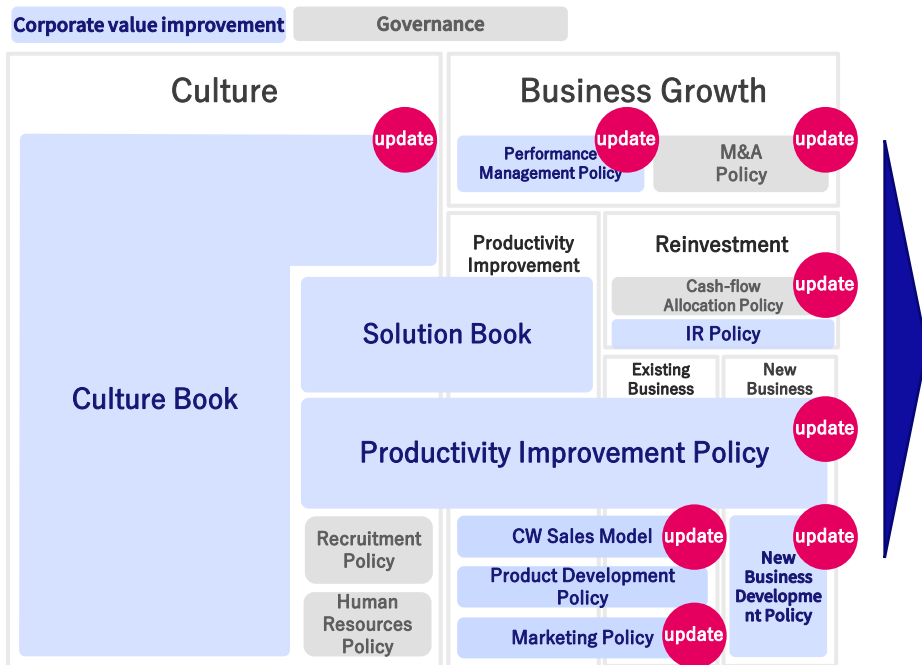 Corporate value improvement
Governance
Culture
Business Growth
update
update
update
Performance
Management Policy
M&A
Policy
Productivity
Improvement
Reinvestment
update
Cash-flow
Allocation Policy
IR Policy
Solution Book
Existing
Business
New
Business
Culture Book
update
Productivity Improvement Policy
Recruitment
Policy
Human
Resources
Policy
CW Sales Model
update
Product Development
Policy
Marketing Policy
update
update
New
Business
Developme
nt Policy